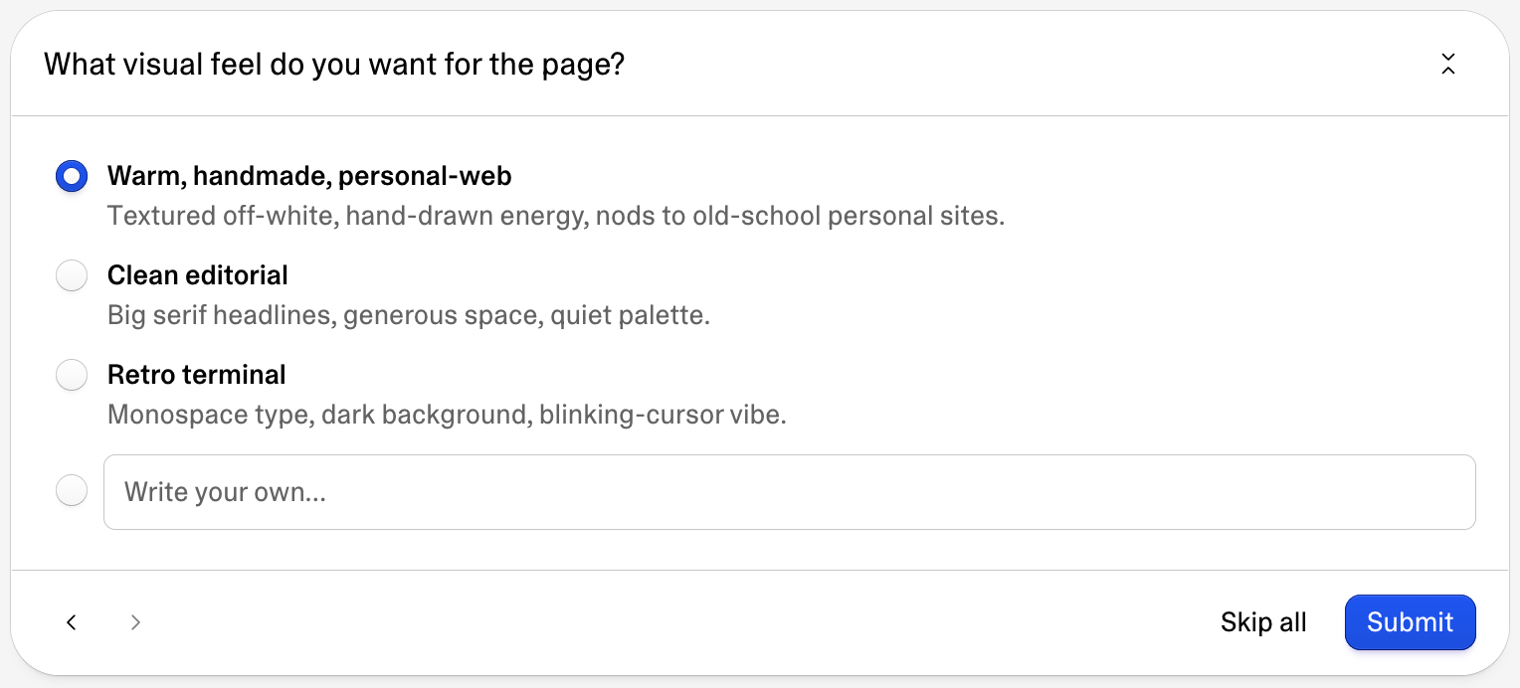 What visual feel do you want for the page?
Warm, handmade, personal-web
Textured off-white, hand-drawn energy, nods to old-school personal sites.
Clean editorial
Big serif headlines, generous space, quiet palette.
Retro terminal
Monospace type, dark background, blinking-cursor vibe.
Write your own...
Skip all
Submit